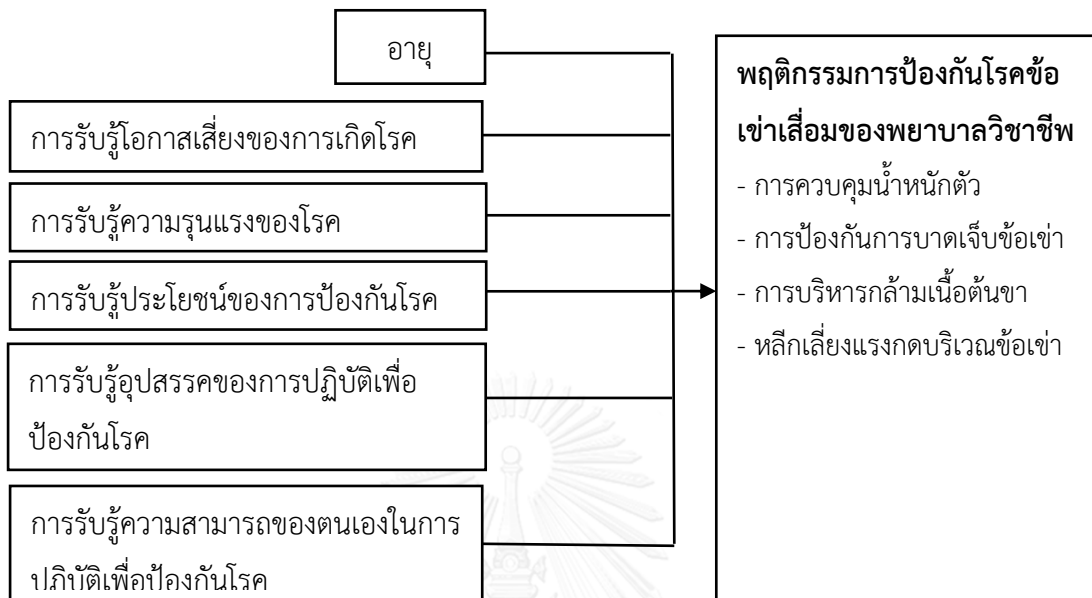 อายุ
การรับรู้โอกาสเสี่ยงของการเกิดโรค
การรับรู้ความรุนแรงของโรค
การรับรู้ประโยชน์ของการป้องกันโรค
การรับรู้อุปสรรคของการปฏิบัติเพื่อ
ป้องกันโรค
การรับรู้ความสามารถของตนเองในการ
ปฏิบัติเพื่อป้องกันโรค
พฤติกรรมการป้องกันโรคข้อ
เข่าเสื่อมของพยาบาลวิชาชีพ
- การควบคุมน้ำหนักตัว
- การป้องกันการบาดเจ็บข้อเข่า
- การบริหารกล้ามเนื้อต้นขา
- หลีกเลี่ยงแรงกดบริเวณข้อเข่า